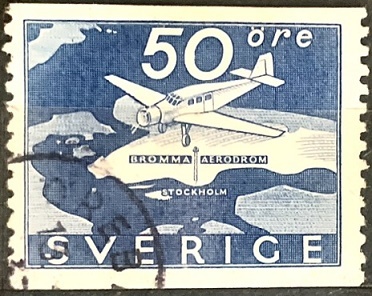 50 öre
BROMMA AERODROM
STOCKHOLM
SVERIGE